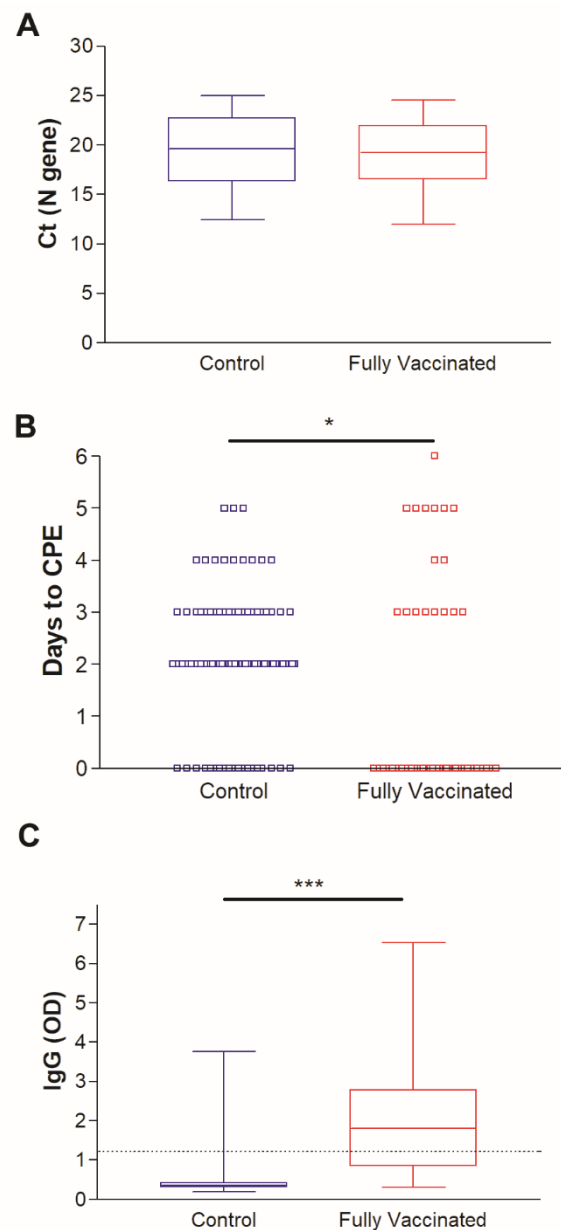 A
Ct (N gene)
30
25
20
15
10
5
0
Control Fully Vaccinated
B
*
Days to CPE
6
5
4
3
2
1
0
Control Fully Vaccinated
C
***
IgG (OD)
7
6
5
4
3
2
1
0
Control Fully Vaccinated